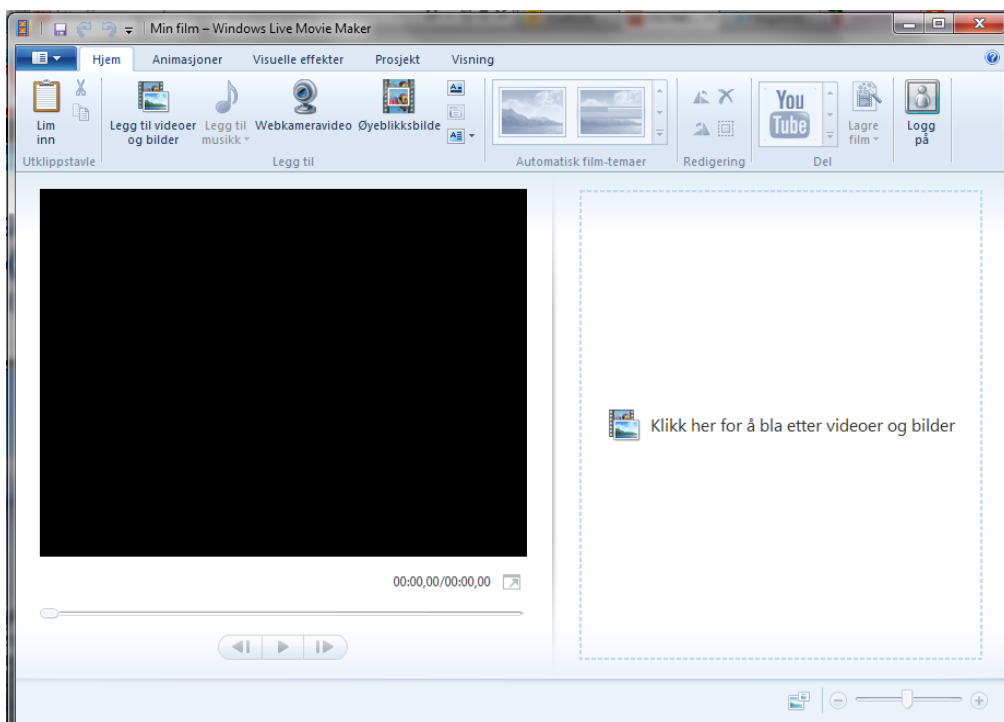 Min film – Windows Live Movie Maker
Hjem Animasjoner Visuelle effekter Prosjekt Visning
Lim inn
Legg til videoer og bilder
Legg til musikk
Webkameravideo
Øyeblikksbilde
You Tube
Lagre film
Logg på
Utklippstavle Legg til Automatisk film-temaer Redigering Del
Klikk her for å bla etter videoer og bilder
00:00,00/00:00,00